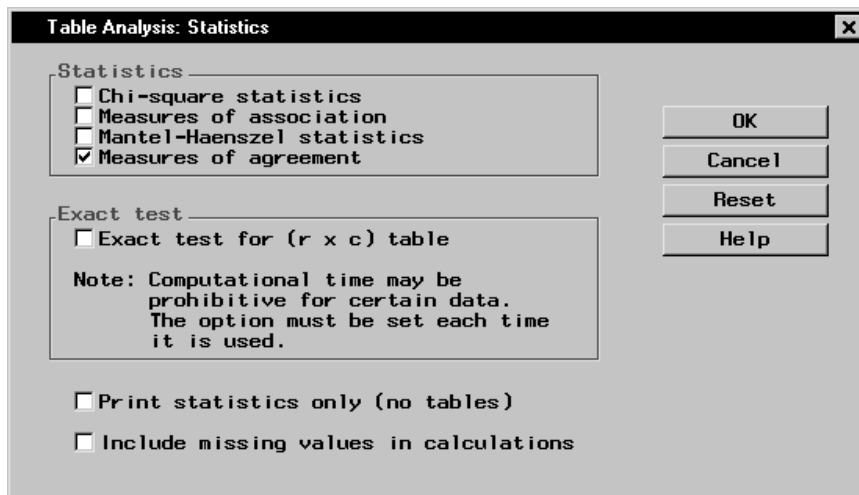 Table Analysis: Statistics
Statistics
Chi-square statistics
Measures of association
Mantel-Haenszel statistics
Measures of agreement
OK
Cancel
Reset
Help
Exact test
Exact test for (r x c) table
Note: Computational time may be
prohibitive for certain data.
The option must be set each time
it is used.
Print statistics only (no tables)
Include missing values in calculations